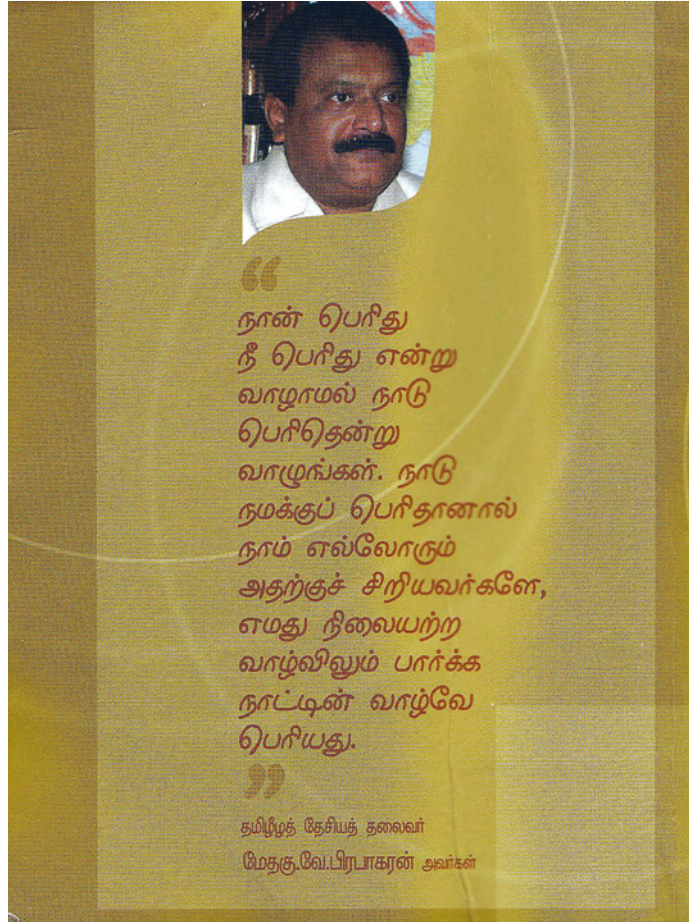 “
நான் பெரிது
நீ பெரிது என்று
வாழாமல் நாடு
பெரிதென்று
வாழுங்கள். நாடு
நமக்குப் பெரிதானால்
நாம் எல்லோரும்
அதற்குச் சிறியவர்களே,
எமது நிலையற்ற
வாழ்விலும் பார்க்க
நாட்டின் வாழ்வே
பெரியது.
”
தமிழீழத் தேசியத் தலைவர்
மேதகு.வே.பிரபாகரன் அவர்கள்